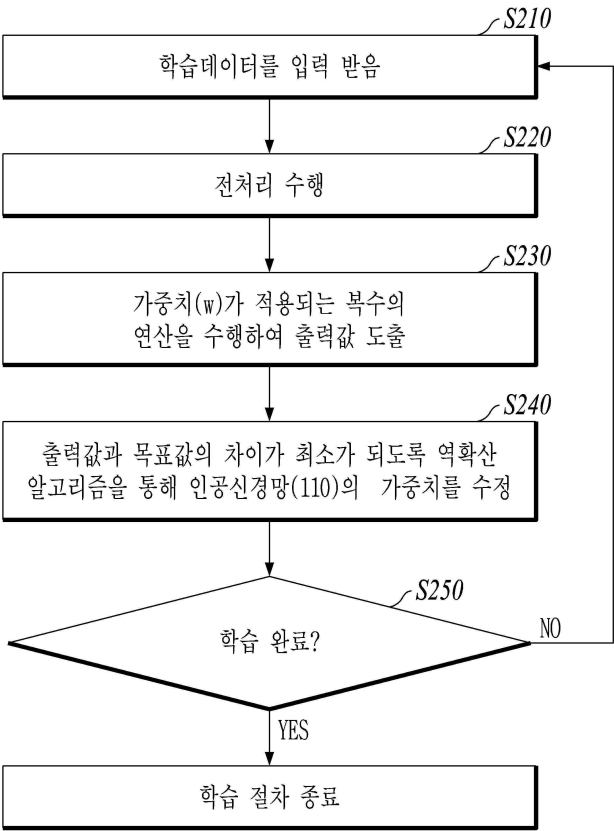 S210
학습데이터를 입력 받음
S220
전처리 수행
S230
가중치(w)가 적용되는 복수의
연산을 수행하여 출력값 도출
S240
출력값과 목표값의 차이가 최소가 되도록 역확산
알고리즘을 통해 인공신경망(110)의 가중치를 수정
S250
학습 완료?
NO
YES
학습 절차 종료